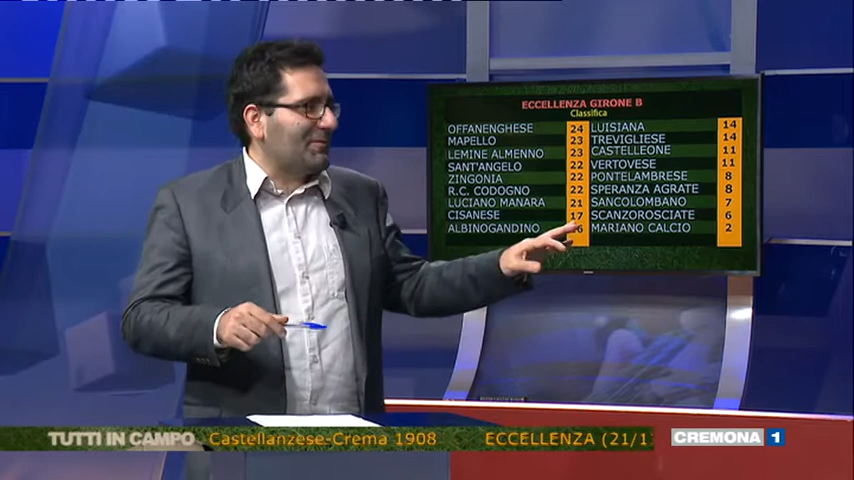 ECCELLENZA GIRONE B
Classifica
OFFANENGHESE 24 LUISIANA 14
MAPELLO 23 TREVIGLIESE 14
LEMINE ALMENNO 23 CASTELLEONE 11
SANT'ANGELO 22 VERTOVESE 11
ZINGONIA 22 PONTELAMBRESE 8
R.C. CODOGNO 22 SPERANZA AGRATE 8
LUCIANO MANARA 21 SANCOLOMBANO 7
CISANESE 17 SCANZOROSCIATE 6
ALBINOGANDINO MARIANO CALCIO 2
TUTTI IN CAMPO Castellanzese-Crema 1908 ECCELLENZA (21/1 CREMONA 1